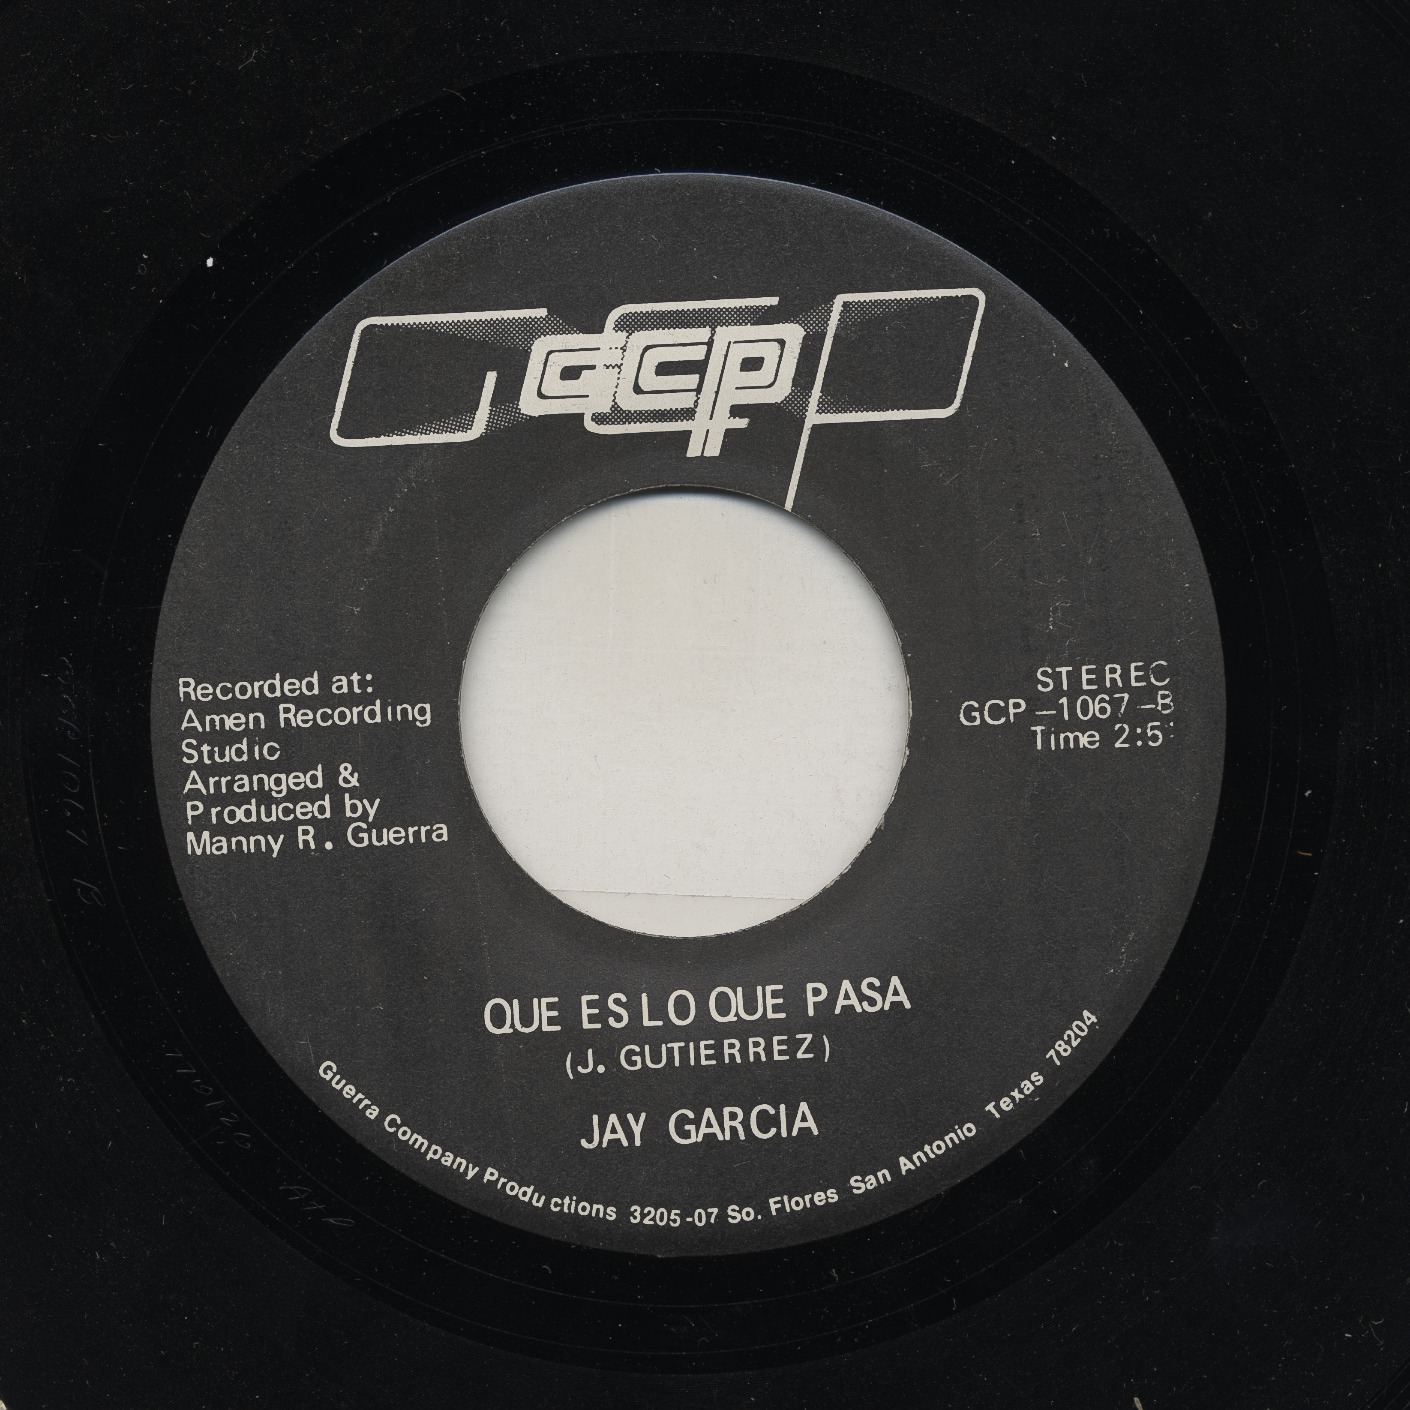 GCP
Recorded at:
Amen Recording
Studio
Arranged &
Produced by
Manny R. Guerra
STEREO
GCP-1067-B
Time
QUE ES LO QUE PASA
(J. GUTIERREZ)
JAY GARCIA
Guerra Company Productions 3205-07 So. Flores San Antonio Texas 78204